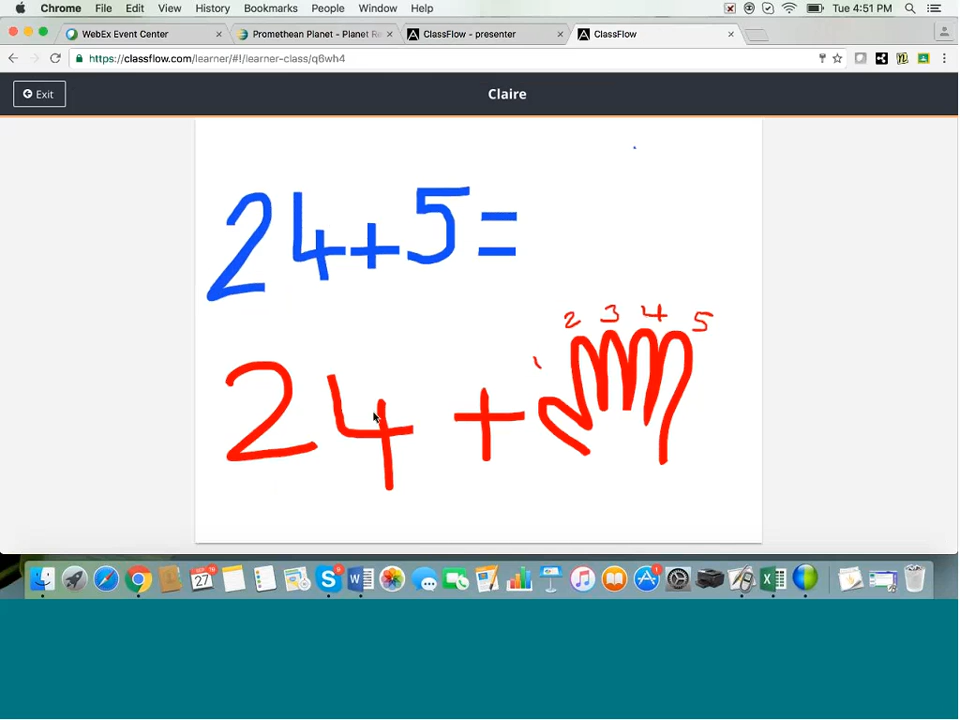 Chrome File Edit View History Bookmarks People Window Help Tue 4:51 PM
WebEx Event Center × Promethean Planet - Planet Re × ClassFlow - presenter × ClassFlow ×
https://classflow.com/learner/#!/learner-class/q6wh4
Exit Claire
24+5=
2 3 4 5
1
24 +
27